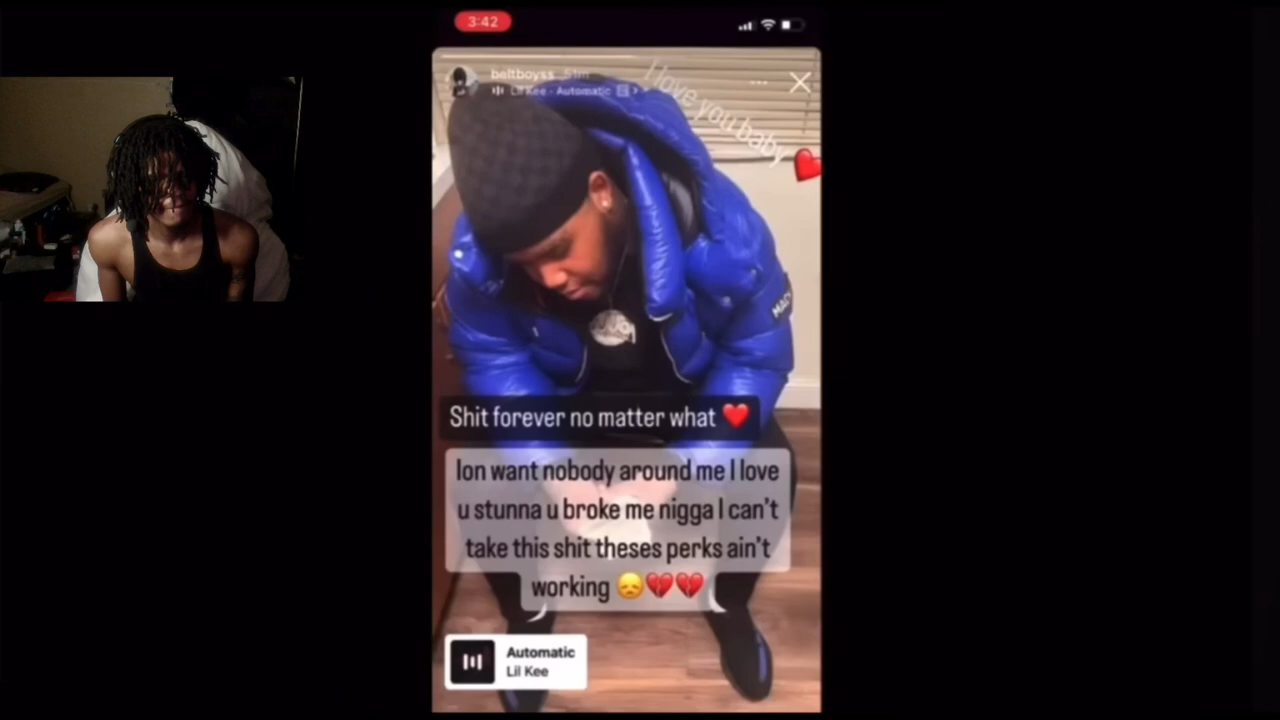 3:42
beltboyss 51m
Lil Kee · Automatic
I love you baby
Shit forever no matter what ❤️
Ion want nobody around me I love
u stunna u broke me nigga I can't
take this shit theses perks ain't
working 😞💔💔
Automatic
Lil Kee